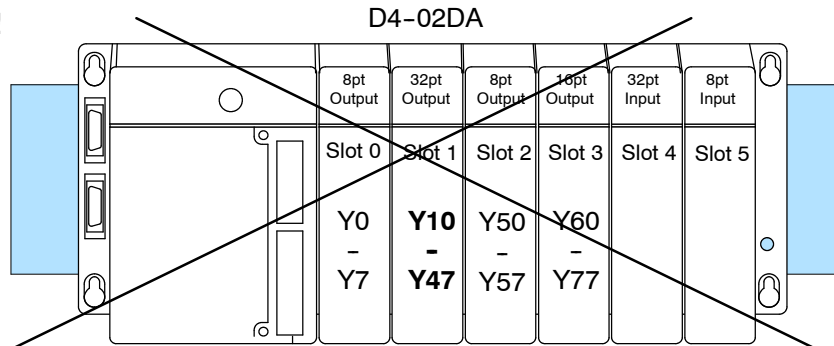 D4-02DA
8pt Output 32pt Output 8pt Output 16pt Output 32pt Input 8pt Input
Slot 0 Slot 1 Slot 2 Slot 3 Slot 4 Slot 5
Y0 Y10 Y50 Y60
- - - -
Y7 Y47 Y57 Y77